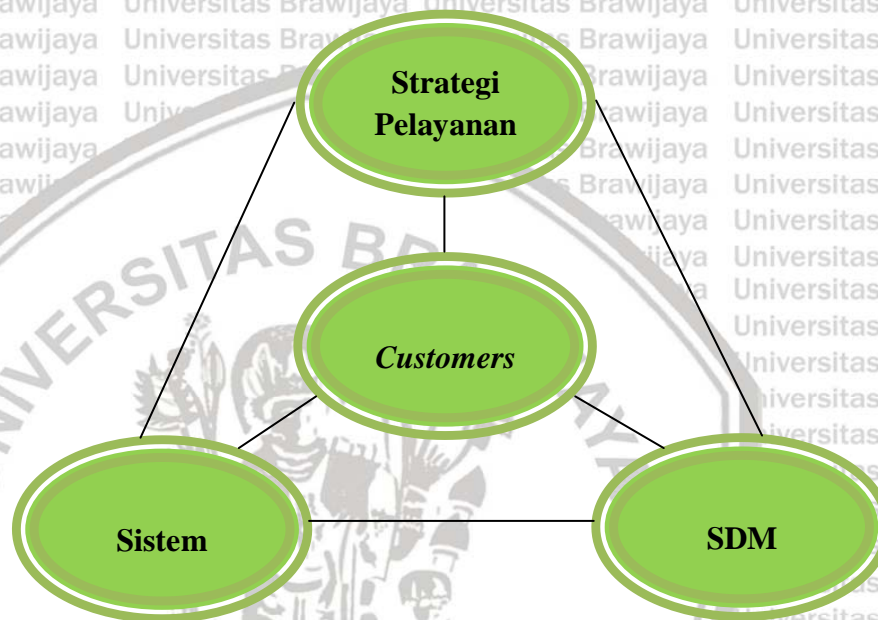 Strategi
Pelayanan
Customers
Sistem
SDM